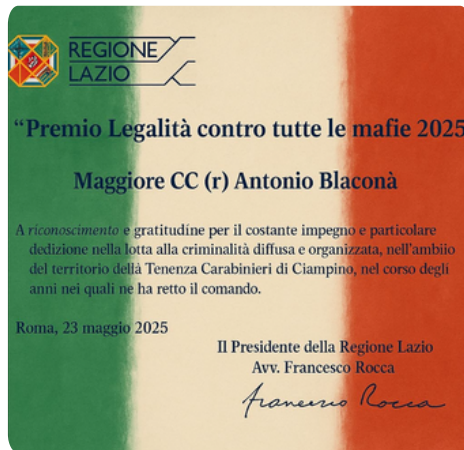 REGIONE
LAZIO
“Premio Legalità contro tutte le mafie 2025
Maggiore CC (r) Antonio Blaconà
A riconoscimento e gratitudine per il costante impegno e particolare
dedizione nella lotta alla criminalità diffusa e organizzata, nell'ambiio
del territorio dellà Tenenza Carabinieri di Ciampino, nel corso degli
anni nei quali ne ha retto il comando.
Roma, 23 maggio 2025
Il Presidente della Regione Lazio
Avv. Francesco Rocca
Francesco Rocca